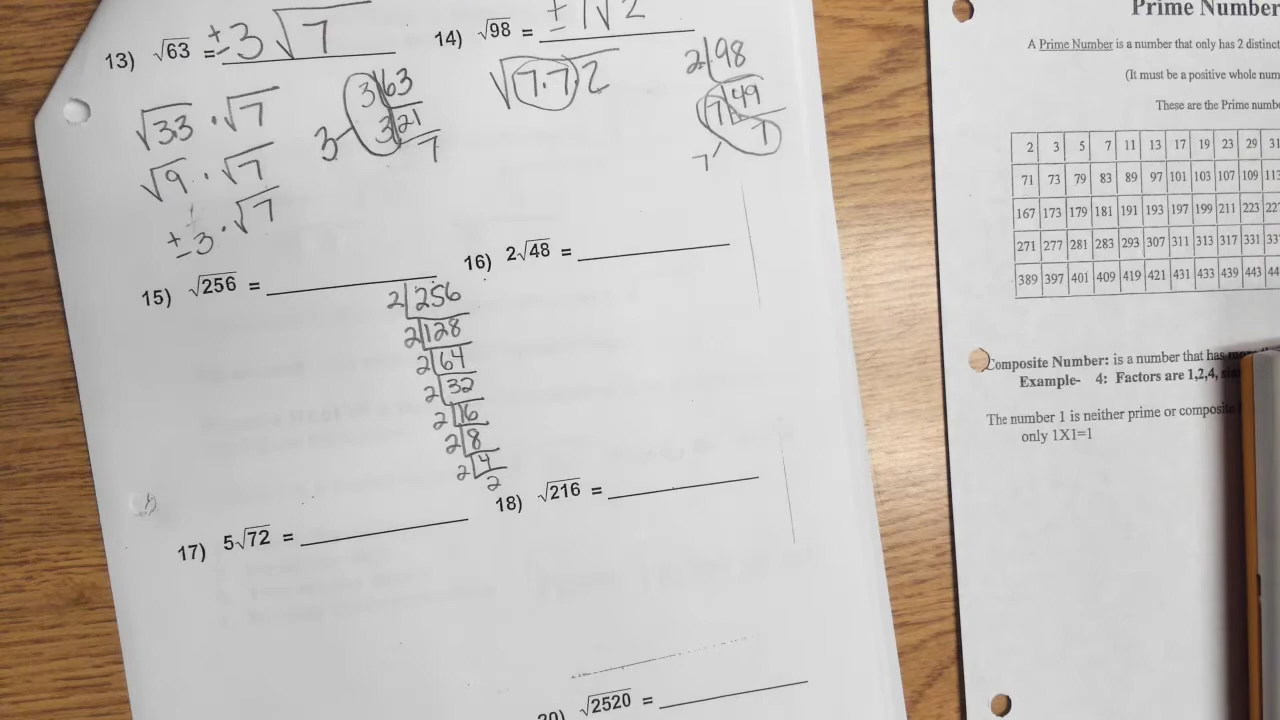 13) √63 = ±3√7
14) √98 = ±7√2
√33 · √7
3|63
3|21
7
3
√9 · √7
±3 · √7
√7·7·2
2|98
7|49
7
7
15) √256 =
2|256
2|128
2|64
2|32
2|16
2|8
2|4
2
16) 2√48 =
17) 5√72 =
18) √216 =
20) √2520 =
Prime Number
A Prime Number is a number that only has 2 distinc
(It must be a positive whole num
These are the Prime numb
2 3 5 7 11 13 17 19 23 29 31
71 73 79 83 89 97 101 103 107 109 113
167 173 179 181 191 193 197 199 211 223 227
271 277 281 283 293 307 311 313 317 331 33
389 397 401 409 419 421 431 433 439 443 44
Composite Number: is a number that has
Example- 4: Factors are 1,2,4,
The number 1 is neither prime or composite
only 1X1=1